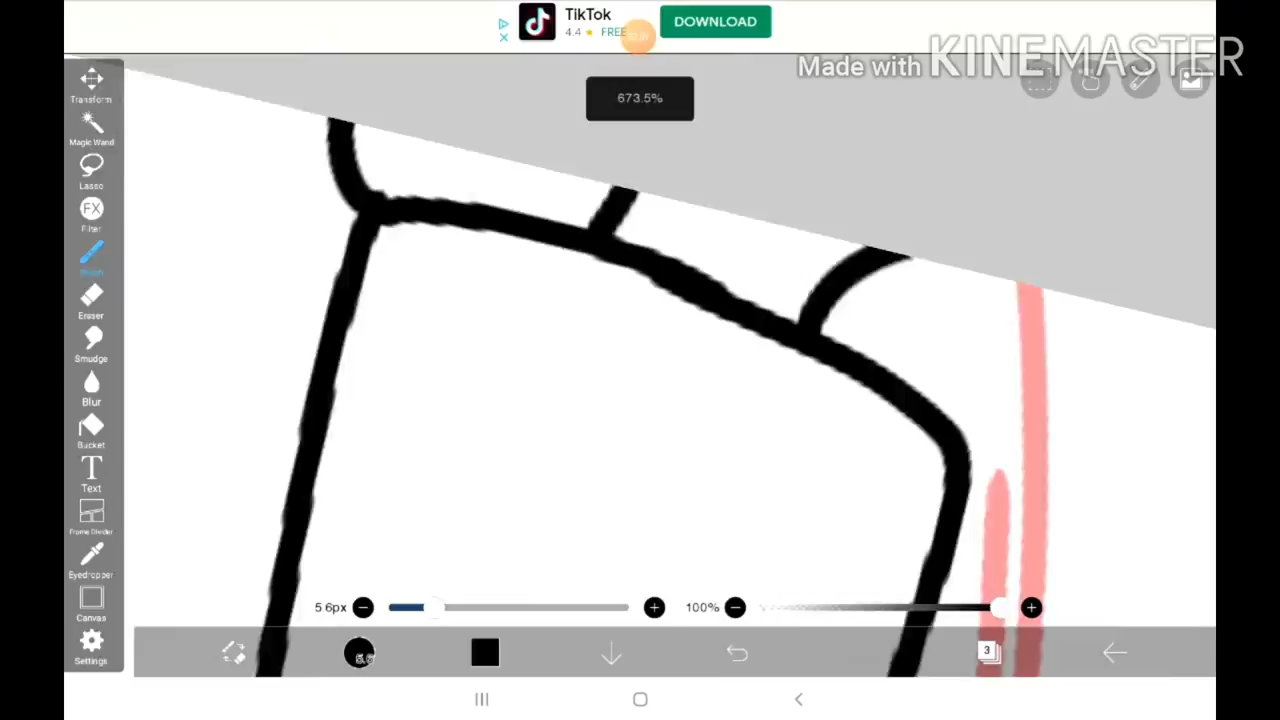 TikTok
4.4 ★ FREE
DOWNLOAD
Made with KINEMASTER
673.5%
Transform
Magic Wand
Lasso
FX
Filter
Eraser
Smudge
Blur
Bucket
T
Text
Frame Divider
Eyedropper
Canvas
Settings
5.6px
100%
3